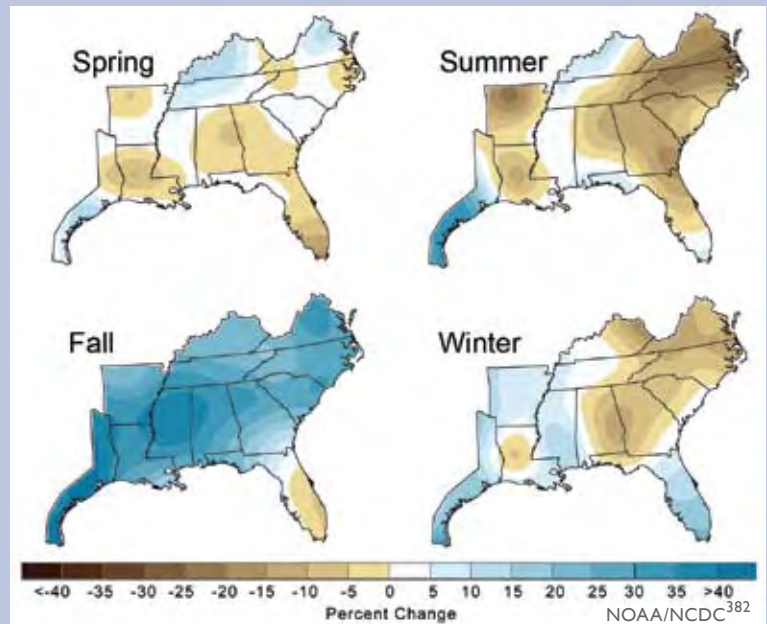 Spring
Summer
Fall
Winter
<-40 -35 -30 -25 -20 -15 -10 -5 0 5 10 15 20 25 30 35 >40
Percent Change
NOAA/NCDC382